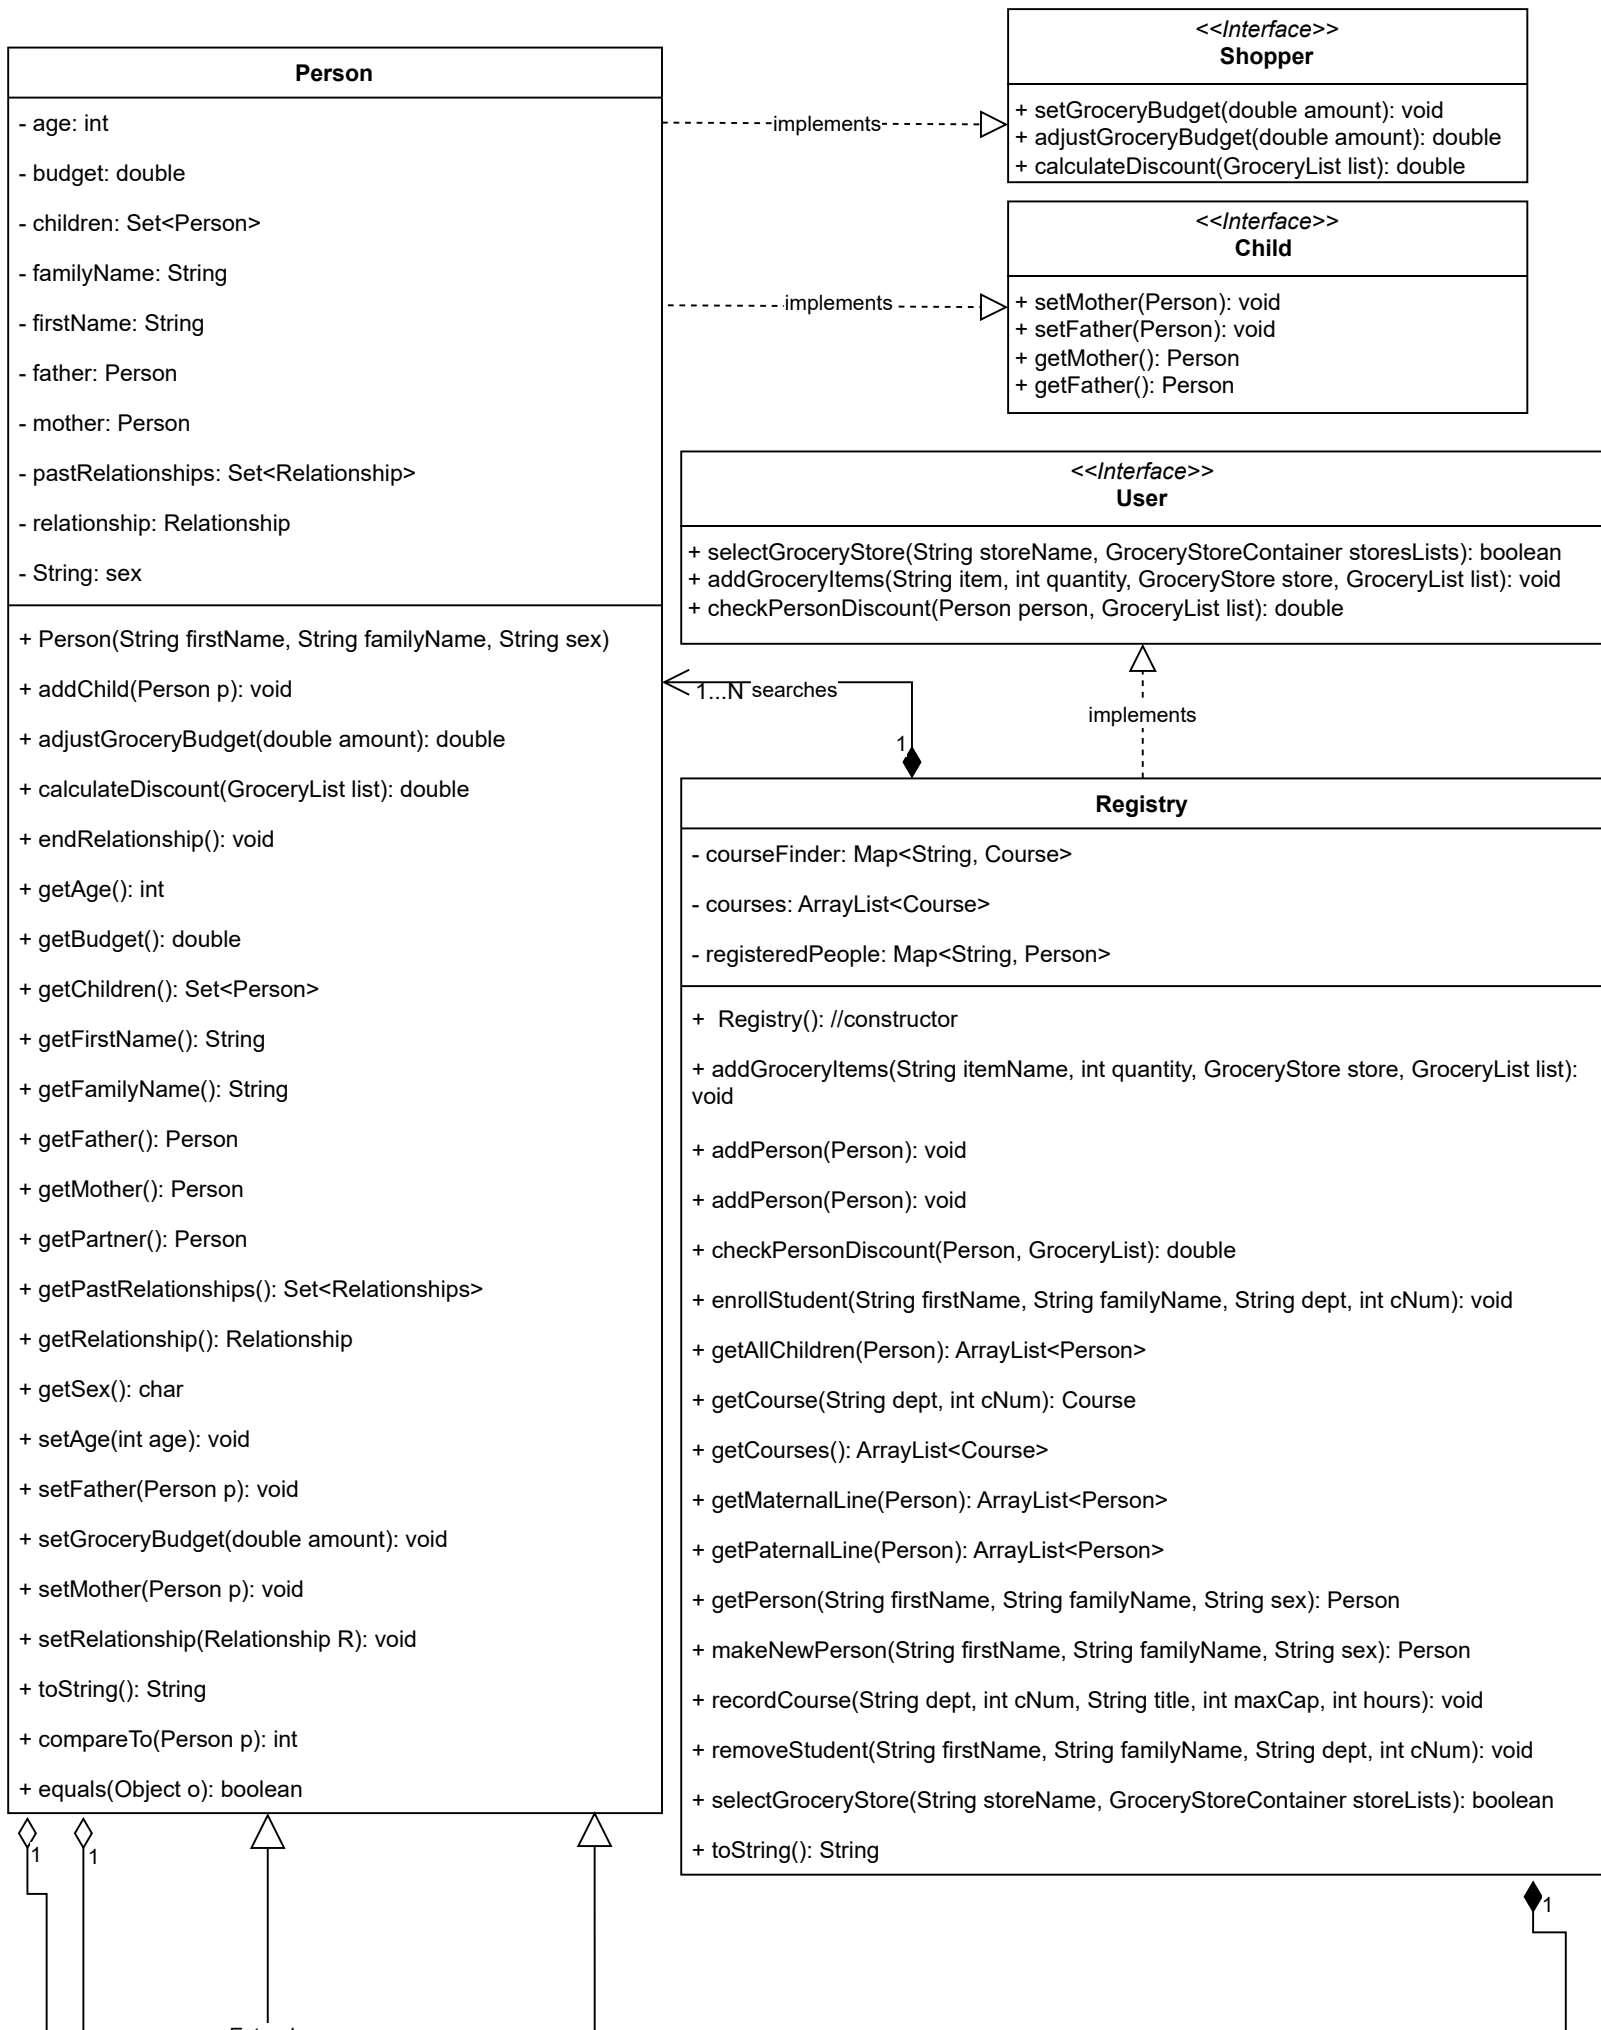 Person
- age: int
- budget: double
- children: Set<Person>
- familyName: String
- firstName: String
- father: Person
- mother: Person
- pastRelationships: Set<Relationship>
- relationship: Relationship
- String: sex
+ Person(String firstName, String familyName, String sex)
+ addChild(Person p): void
+ adjustGroceryBudget(double amount): double
+ calculateDiscount(GroceryList list): double
+ endRelationship(): void
+ getAge(): int
+ getBudget(): double
+ getChildren(): Set<Person>
+ getFirstName(): String
+ getFamilyName(): String
+ getFather(): Person
+ getMother(): Person
+ getPartner(): Person
+ getPastRelationships(): Set<Relationships>
+ getRelationship(): Relationship
+ getSex(): char
+ setAge(int age): void
+ setFather(Person p): void
+ setGroceryBudget(double amount): void
+ setMother(Person p): void
+ setRelationship(Relationship R): void
+ toString(): String
+ compareTo(Person p): int
+ equals(Object o): boolean
1
1
implements
<<Interface>>
Shopper
+ setGroceryBudget(double amount): void
+ adjustGroceryBudget(double amount): double
+ calculateDiscount(GroceryList list): double
implements
<<Interface>>
Child
+ setMother(Person): void
+ setFather(Person): void
+ getMother(): Person
+ getFather(): Person
<<Interface>>
User
+ selectGroceryStore(String storeName, GroceryStoreContainer storesLists): boolean
+ addGroceryItems(String item, int quantity, GroceryStore store, GroceryList list): void
+ checkPersonDiscount(Person person, GroceryList list): double
1...N searches
implements
1
Registry
- courseFinder: Map<String, Course>
- courses: ArrayList<Course>
- registeredPeople: Map<String, Person>
+ Registry(): //constructor
+ addGroceryItems(String itemName, int quantity, GroceryStore store, GroceryList list):
void
+ addPerson(Person): void
+ addPerson(Person): void
+ checkPersonDiscount(Person, GroceryList): double
+ enrollStudent(String firstName, String familyName, String dept, int cNum): void
+ getAllChildren(Person): ArrayList<Person>
+ getCourse(String dept, int cNum): Course
+ getCourses(): ArrayList<Course>
+ getMaternalLine(Person): ArrayList<Person>
+ getPaternalLine(Person): ArrayList<Person>
+ getPerson(String firstName, String familyName, String sex): Person
+ makeNewPerson(String firstName, String familyName, String sex): Person
+ recordCourse(String dept, int cNum, String title, int maxCap, int hours): void
+ removeStudent(String firstName, String familyName, String dept, int cNum): void
+ selectGroceryStore(String storeName, GroceryStoreContainer storeLists): boolean
+ toString(): String
1